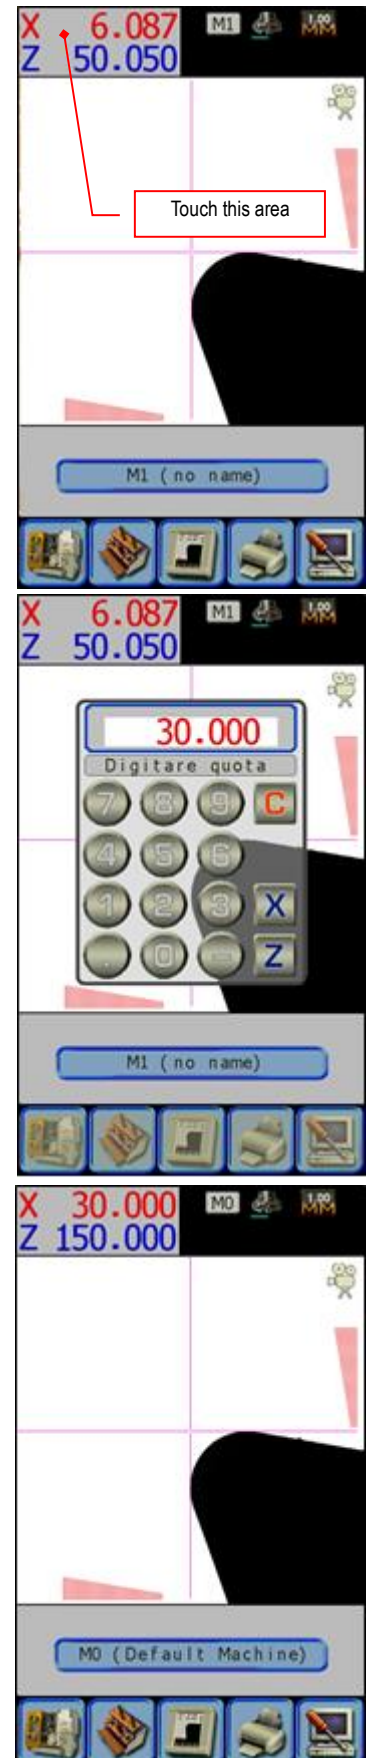 X 6.087 M1 1.00 MM
Z 50.050
Touch this area
M1 (no name)
X 6.087 M1 1.00 MM
Z 50.050
30.000
Digitare quota
7 8 9 C
4 5 6
1 2 3 X
. 0 - Z
M1 (no name)
X 30.000 M0 1.00 MM
Z 150.000
M0 (Default Machine)